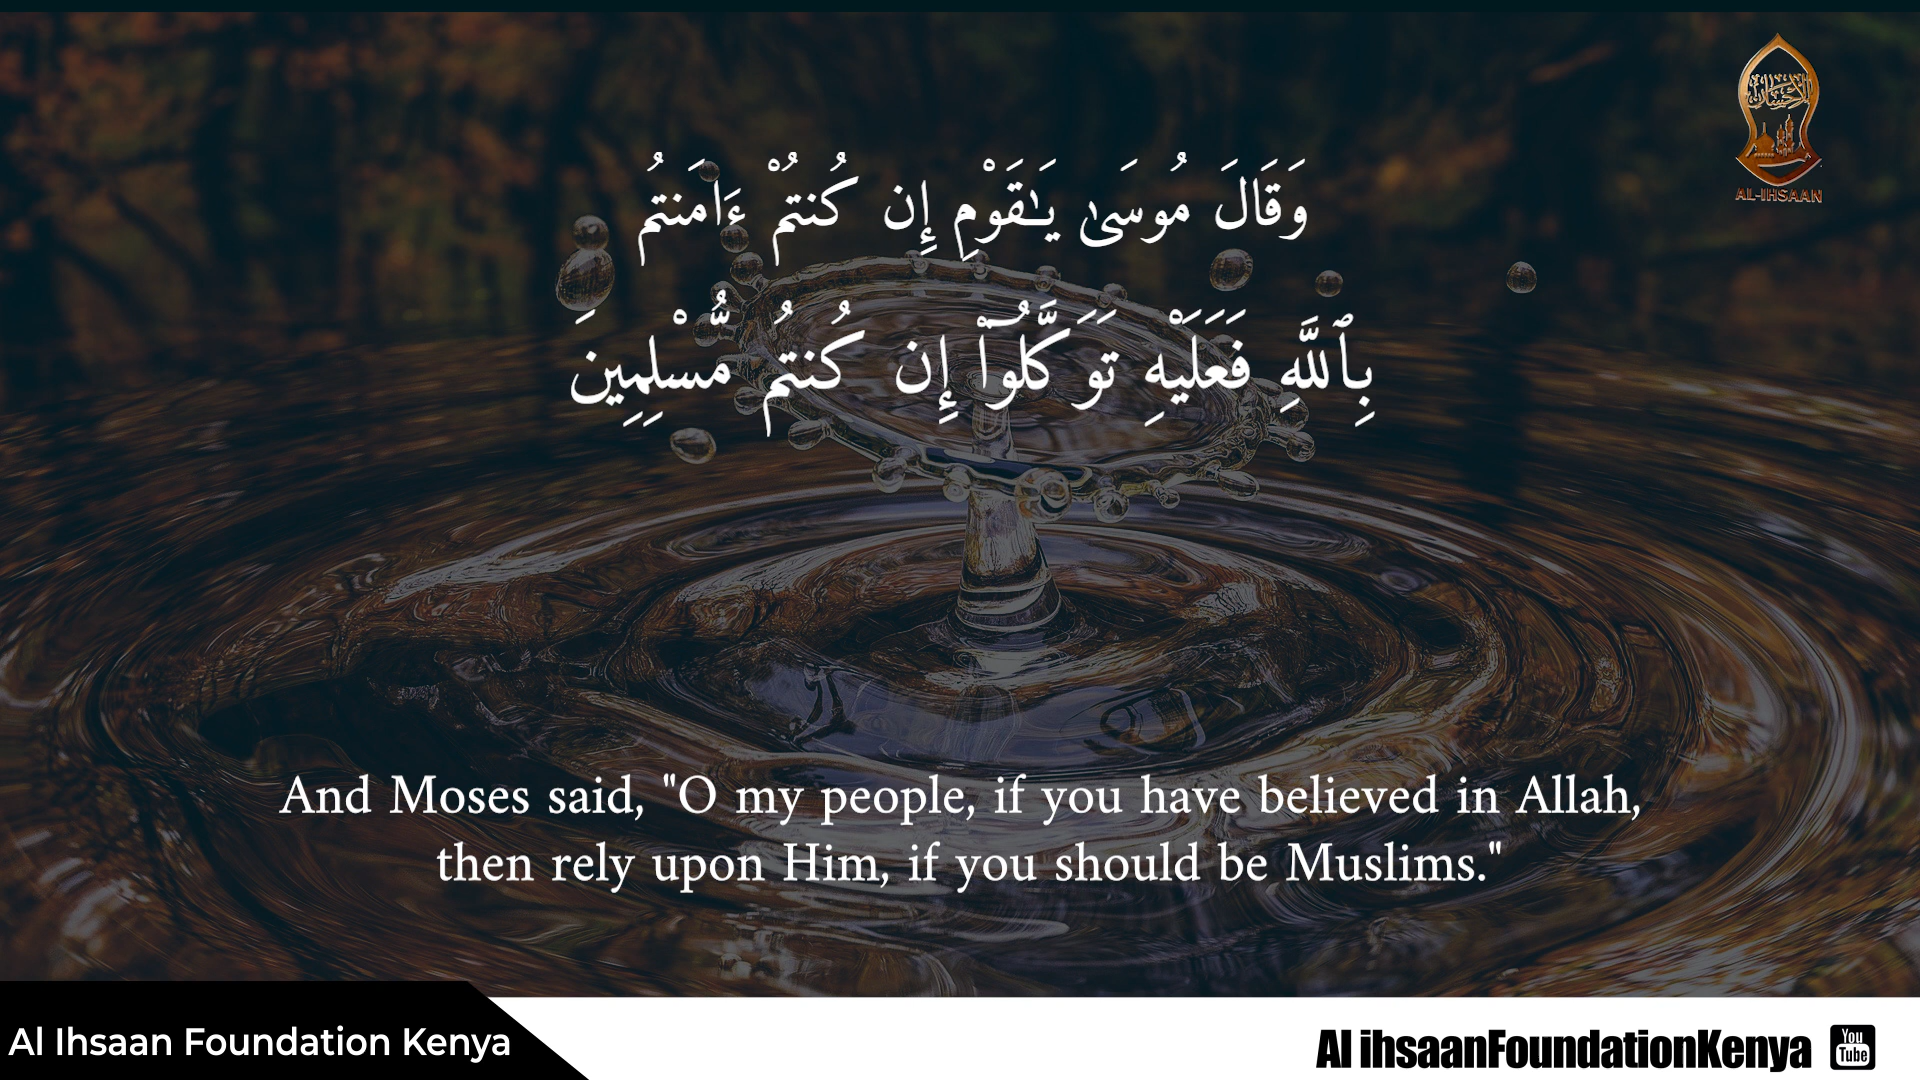 الإحسان
AL-IHSAAN
وَقَالَ مُوسَىٰ يَـٰقَوْمِ إِن كُنتُمْ ءَامَنتُم
بِٱللَّهِ فَعَلَيْهِ تَوَكَّلُوٓا۟ إِن كُنتُم مُّسْلِمِينَ
And Moses said, "O my people, if you have believed in Allah,
then rely upon Him, if you should be Muslims."
Al Ihsaan Foundation Kenya
Al ihsaanFoundationKenya
You
Tube